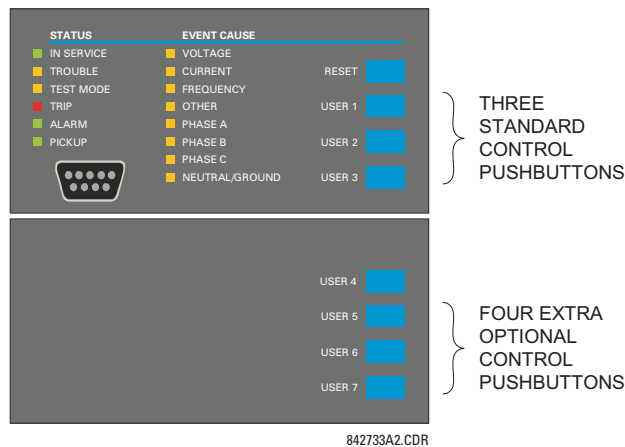 STATUS EVENT CAUSE
IN SERVICE VOLTAGE
TROUBLE CURRENT RESET
TEST MODE FREQUENCY
TRIP OTHER USER 1
ALARM PHASE A
PICKUP PHASE B USER 2
PHASE C
NEUTRAL/GROUND USER 3
THREE
STANDARD
CONTROL
PUSHBUTTONS
USER 4
USER 5
USER 6
USER 7
FOUR EXTRA
OPTIONAL
CONTROL
PUSHBUTTONS
842733A2.CDR